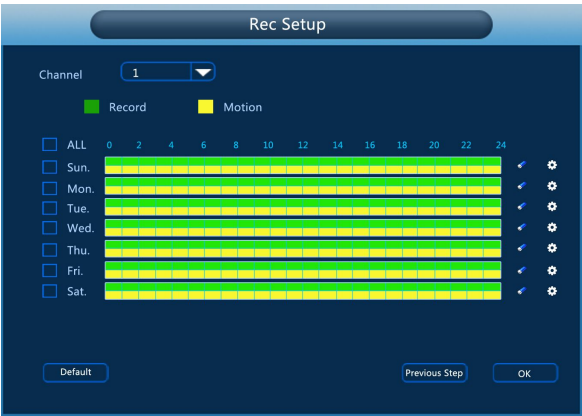 Rec Setup
Channel 1
Record Motion
ALL 0 2 4 6 8 10 12 14 16 18 20 22 24
Sun.
Mon.
Tue.
Wed.
Thu.
Fri.
Sat.
Default Previous Step OK